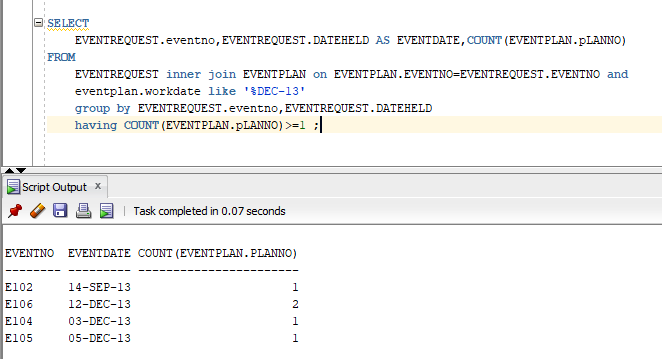 SELECT
EVENTREQUEST.eventno,EVENTREQUEST.DATEHELD AS EVENTDATE,COUNT(EVENTPLAN.pLANNO)
FROM
EVENTREQUEST inner join EVENTPLAN on EVENTPLAN.EVENTNO=EVENTREQUEST.EVENTNO and
eventplan.workdate like '%DEC-13'
group by EVENTREQUEST.eventno,EVENTREQUEST.DATEHELD
having COUNT(EVENTPLAN.pLANNO)>=1 ;
Script Output x
Task completed in 0.07 seconds
EVENTNO EVENTDATE COUNT(EVENTPLAN.PLANNO)
-------- --------- -----------------------
E102 14-SEP-13 1
E106 12-DEC-13 2
E104 03-DEC-13 1
E105 05-DEC-13 1